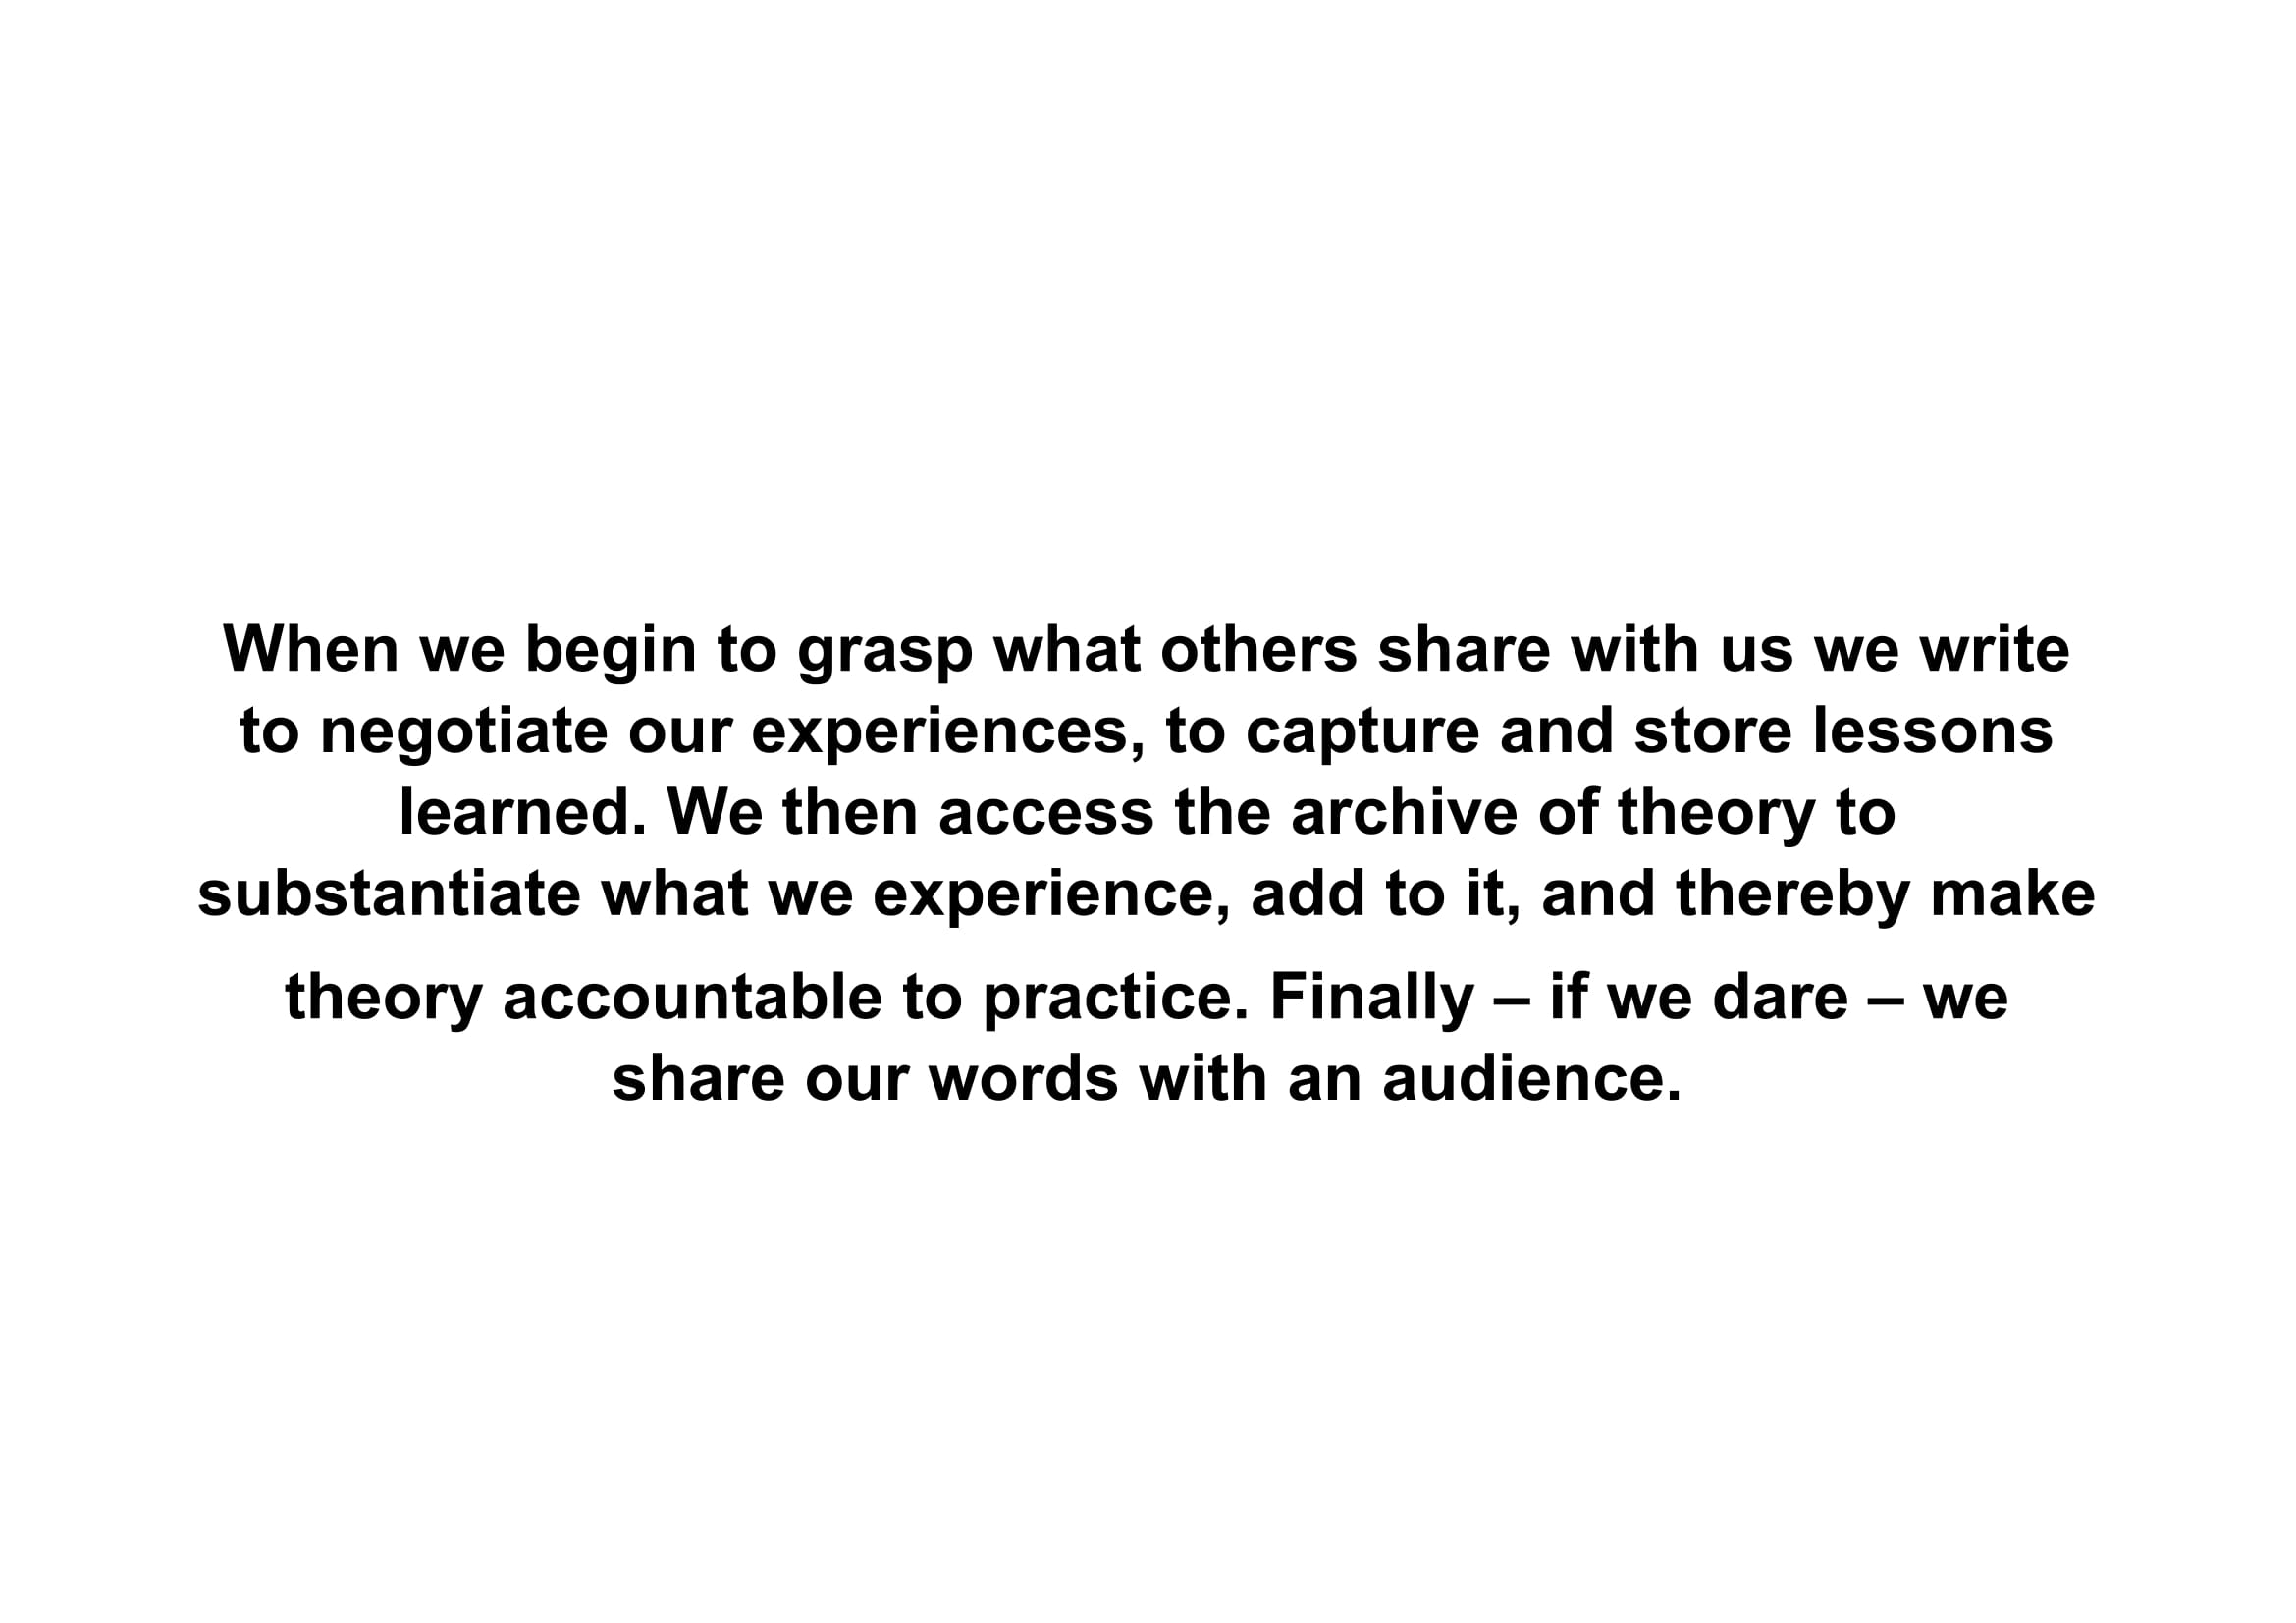 When we begin to grasp what others share with us we write
to negotiate our experiences, to capture and store lessons
learned. We then access the archive of theory to
substantiate what we experience, add to it, and thereby make
theory accountable to practice. Finally – if we dare – we
share our words with an audience.